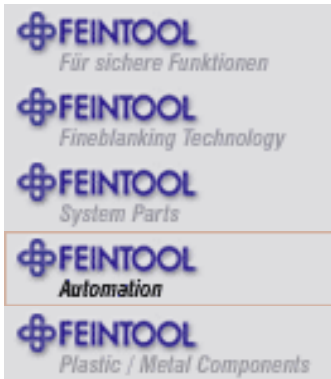 FEINTOOL
Für sichere Funktionen
FEINTOOL
Fineblanking Technology
FEINTOOL
System Parts
FEINTOOL
Automation
FEINTOOL
Plastic / Metal Components